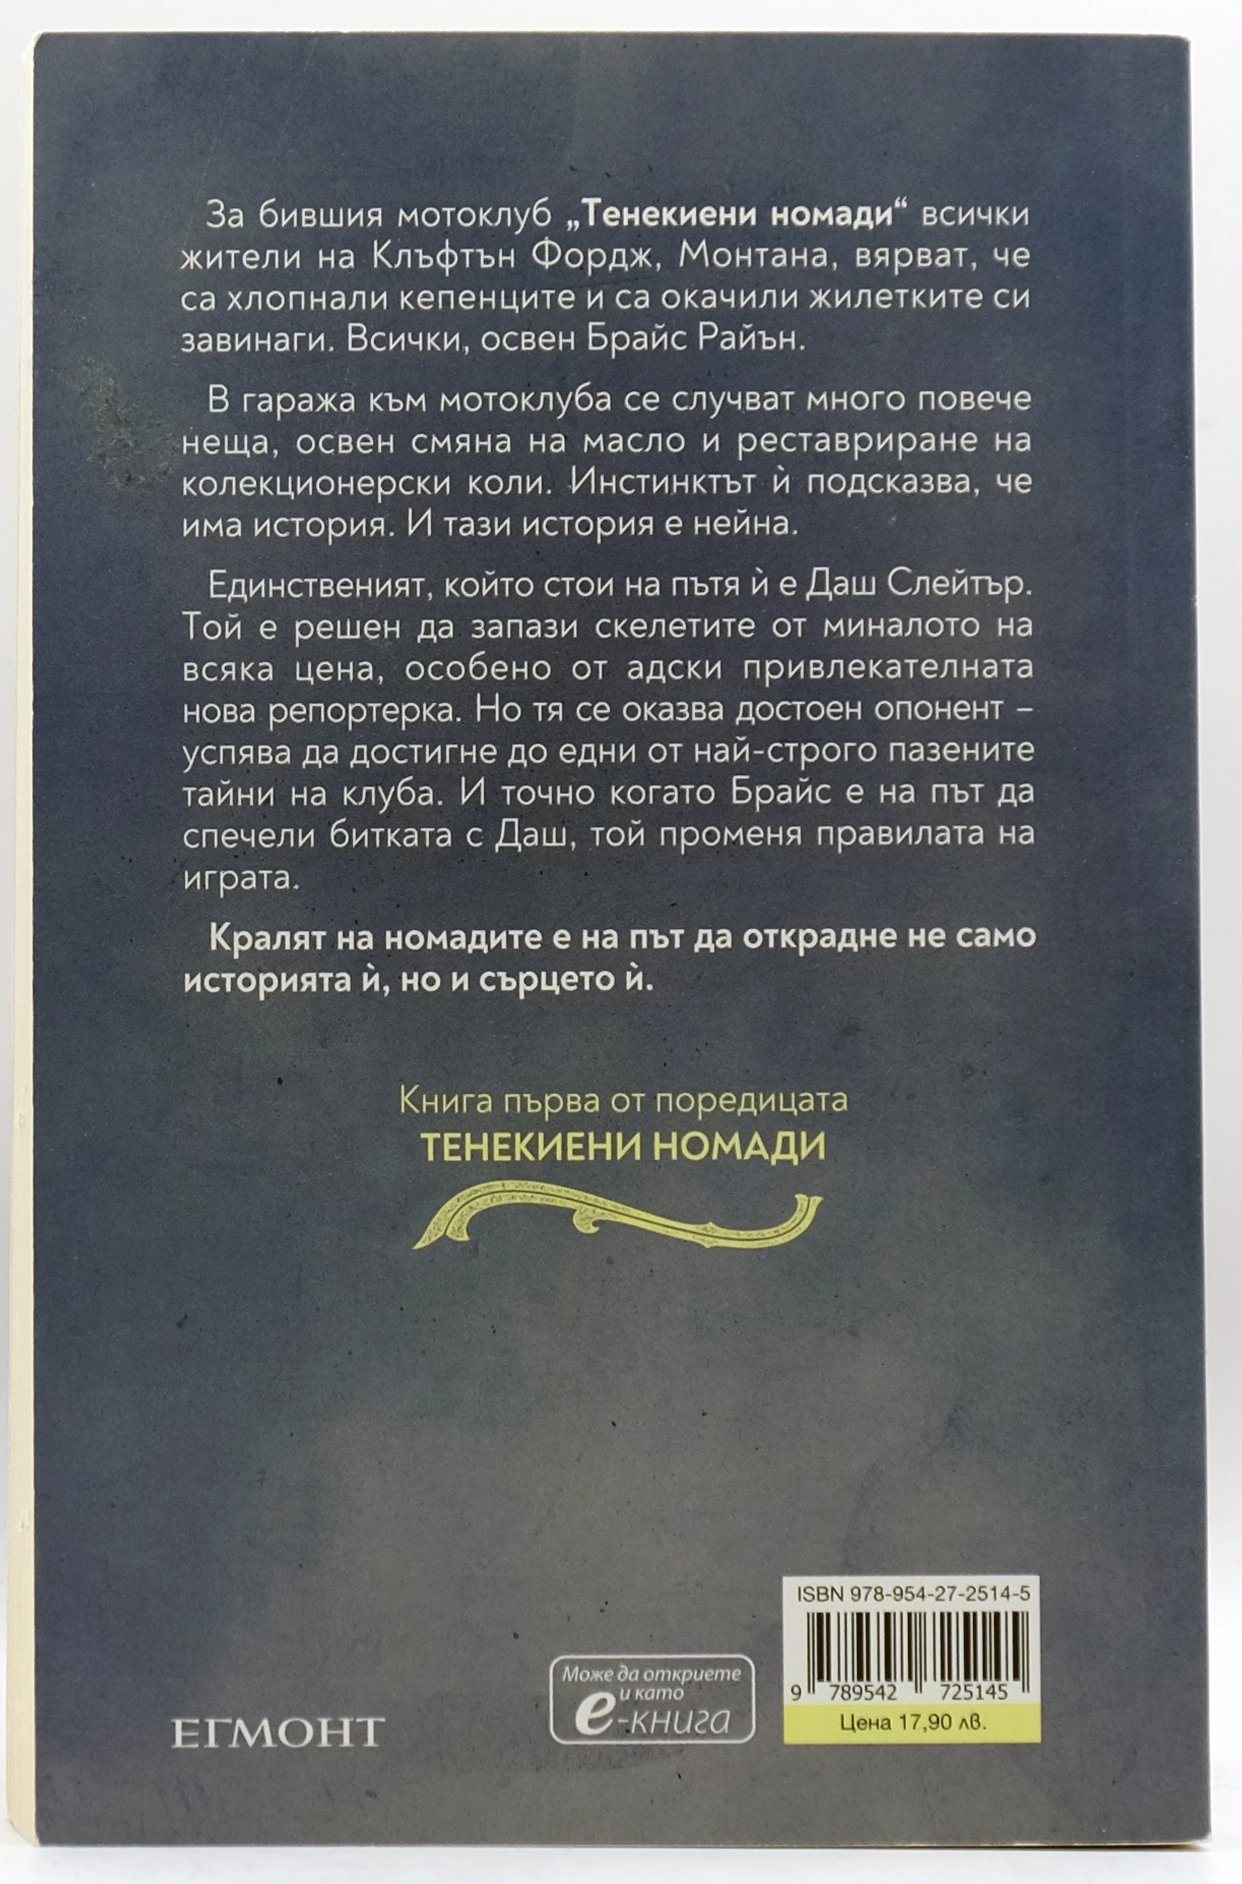 За бившия мотоклуб „Тенекиени номади“ всички
жители на Клъфтън Фордж, Монтана, вярват, че
са хлопнали кепенците и са окачили жилетките си
завинаги. Всички, освен Брайс Райън.
В гаража към мотоклуба се случват много повече
неща, освен смяна на масло и реставриране на
колекционерски коли. Инстинктът ѝ подсказва, че
има история. И тази история е нейна.
Единственият, който стои на пътя ѝ е Даш Слейтър.
Той е решен да запази скелетите от миналото на
всяка цена, особено от адски привлекателната
нова репортерка. Но тя се оказва достоен опонент –
успява да достигне до едни от най-строго пазените
тайни на клуба. И точно когато Брайс е на път да
спечели битката с Даш, той променя правилата на
играта.
Кралят на номадите е на път да открадне не само
историята ѝ, но и сърцето ѝ.
Книга първа от поредицата
ТЕНЕКИЕНИ НОМАДИ
ISBN 978-954-27-2514-5
9 789542 725145
Цена 17,90 лв.
Може да откриете
и като
е-книга
ЕГМОНТ